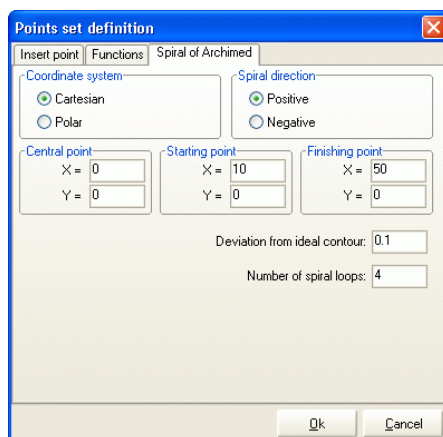 Points set definition
Insert point Functions Spiral of Archimed
Coordinate system Spiral direction
Cartesian Positive
Polar Negative
Central point Starting point Finishing point
X = 0 X = 10 X = 50
Y = 0 Y = 0 Y = 0
Deviation from ideal contour: 0.1
Number of spiral loops: 4
Ok Cancel